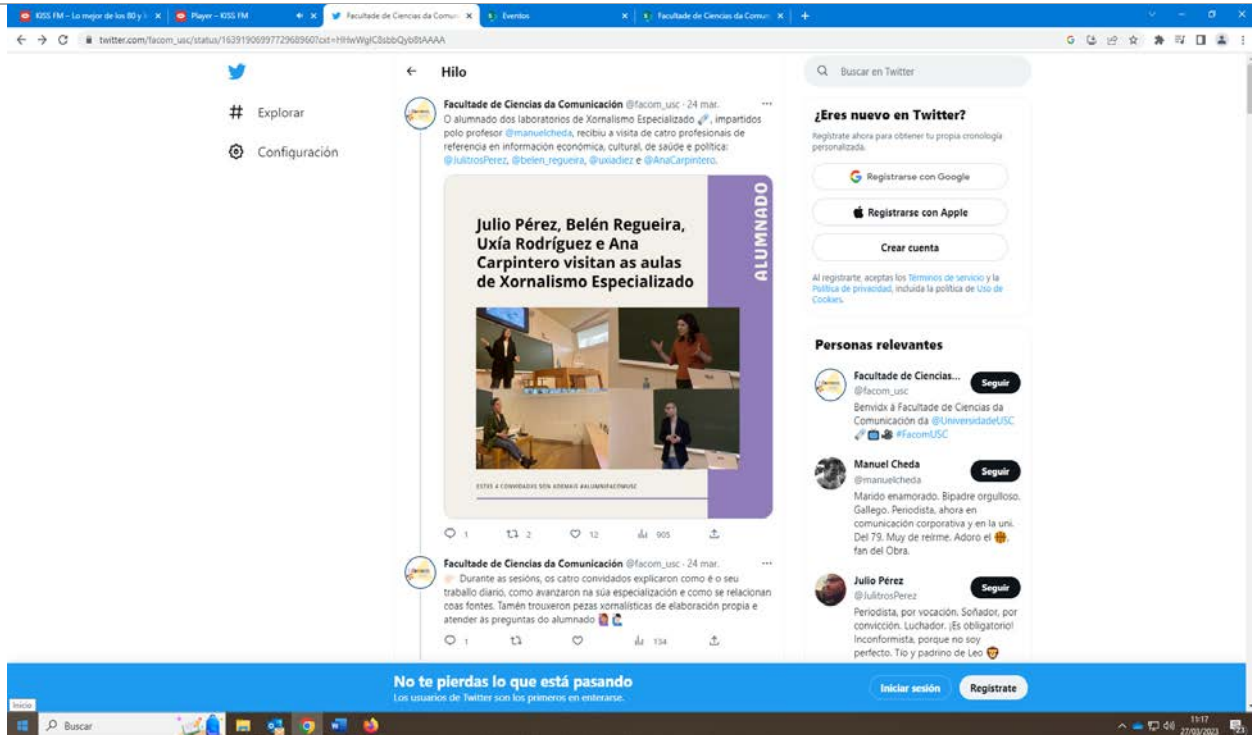 KISS FM – Lo mejor de los 80 y l
Player – KISS FM
Facultade de Ciencias da Comuni
Eventos
Facultade de Ciencias da Comuni
twitter.com/facom_usc/status/1639190699772968960?cxt=HHwWgIC8sbbQyb8tAAAA
Explorar
Configuración
Hilo
Facultade de Ciencias da Comunicación @facom_usc · 24 mar.
O alumnado dos laboratorios de Xornalismo Especializado 🗞️, impartidos
polo profesor @manuelcheda, recibiu a visita de catro profesionais de
referencia en información económica, cultural, de saúde e política:
@JulitrosPerez, @belen_regueira, @uxiadiez e @AnaCarpintero.
Julio Pérez, Belén Regueira,
Uxía Rodríguez e Ana
Carpintero visitan as aulas
de Xornalismo Especializado
ALUMNADO
ESTES 4 CONVIDADOS SON ADEMAIS #ALUMNIFACOMUSC
1 2 12 905
Facultade de Ciencias da Comunicación @facom_usc · 24 mar.
Durante as sesións, os catro convidados explicaron como é o seu
traballo diario, como avanzaron na súa especialización e como se relacionan
coas fontes. Tamén trouxeron pezas xornalísticas de elaboración propia e
atender ás preguntas do alumnado
1 134
Buscar en Twitter
¿Eres nuevo en Twitter?
Regístrate ahora para obtener tu propia cronología
personalizada.
Registrarse con Google
Registrarse con Apple
Crear cuenta
Al registrarte, aceptas los Términos de servicio y la
Política de privacidad, incluida la política de Uso de
Cookies.
Personas relevantes
Facultade de Ciencias...
@facom_usc
Seguir
Benvidx á Facultade de Ciencias da
Comunicación da @UniversidadeUSC
🗞️📺🎥 #FacomUSC
Manuel Cheda
@manuelcheda
Seguir
Marido enamorado. Bipadre orgulloso.
Gallego. Periodista, ahora en
comunicación corporativa y en la uni.
Del 79. Muy de reírme. Adoro el 🏀,
fan del Obra.
Julio Pérez
@JulitrosPerez
Seguir
Periodista, por vocación. Soñador, por
convicción. Luchador. ¡Es obligatorio!
Inconformista, porque no soy
perfecto. Tío y padrino de Leo 🦁
No te pierdas lo que está pasando
Los usuarios de Twitter son los primeros en enterarse.
Iniciar sesión
Regístrate
Inicio
Buscar
11:17
27/03/2023